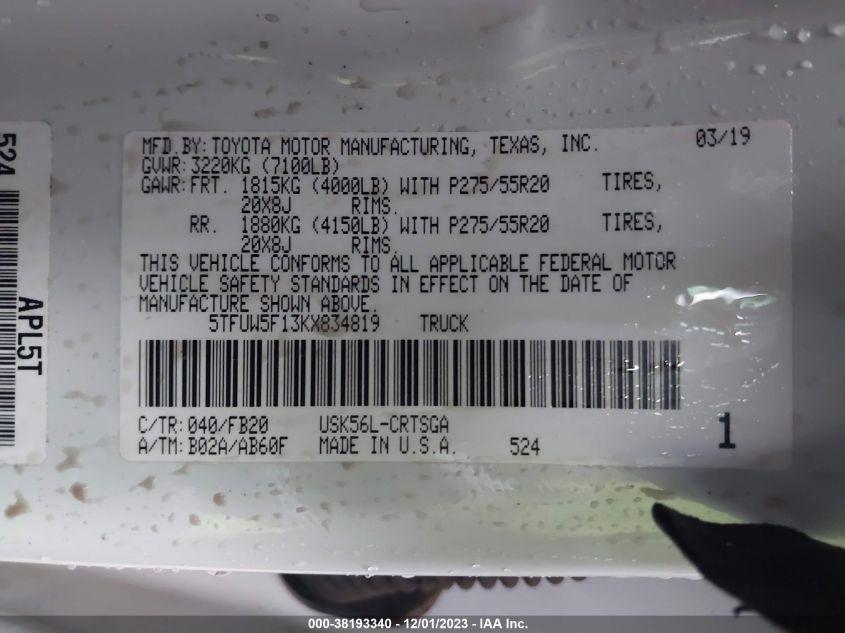 524
APL5T
MFD.BY: TOYOTA MOTOR MANUFACTURING, TEXAS, INC. 03/19
GVWR: 3220KG (7100LB)
GAWR: FRT. 1815KG (4000LB) WITH P275/55R20 TIRES,
20X8J RIMS.
RR. 1880KG (4150LB) WITH P275/55R20 TIRES,
20X8J RIMS.
THIS VEHICLE CONFORMS TO ALL APPLICABLE FEDERAL MOTOR
VEHICLE SAFETY STANDARDS IN EFFECT ON THE DATE OF
MANUFACTURE SHOWN ABOVE.
5TFUW5F13KX834819 TRUCK
C/TR: 040/FB20 USK56L-CRTSGA
A/TM: B02A/AB60F MADE IN U.S.A. 524 1
000-38193340 - 12/01/2023 - IAA Inc.